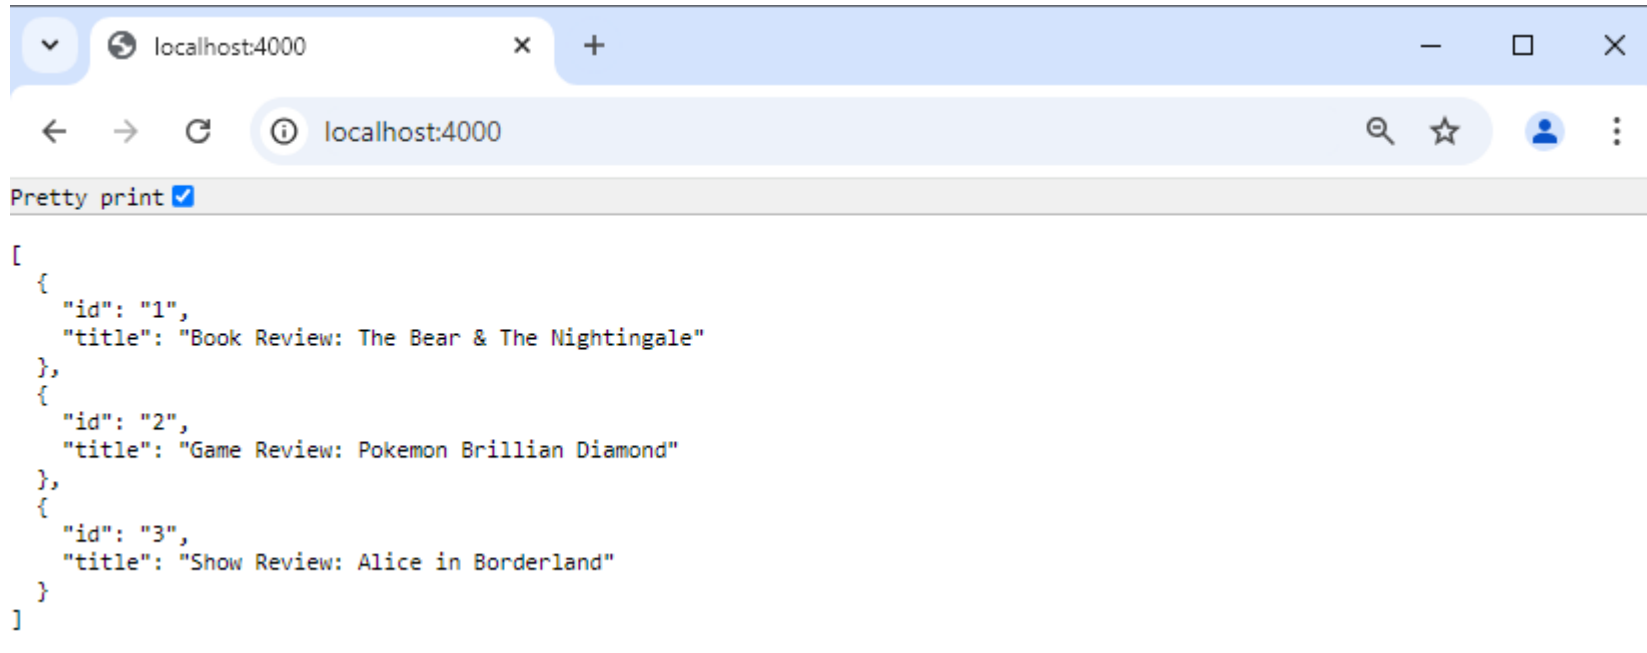 localhost:4000
localhost:4000
Pretty print
[
  {
    "id": "1",
    "title": "Book Review: The Bear & The Nightingale"
  },
  {
    "id": "2",
    "title": "Game Review: Pokemon Brillian Diamond"
  },
  {
    "id": "3",
    "title": "Show Review: Alice in Borderland"
  }
]